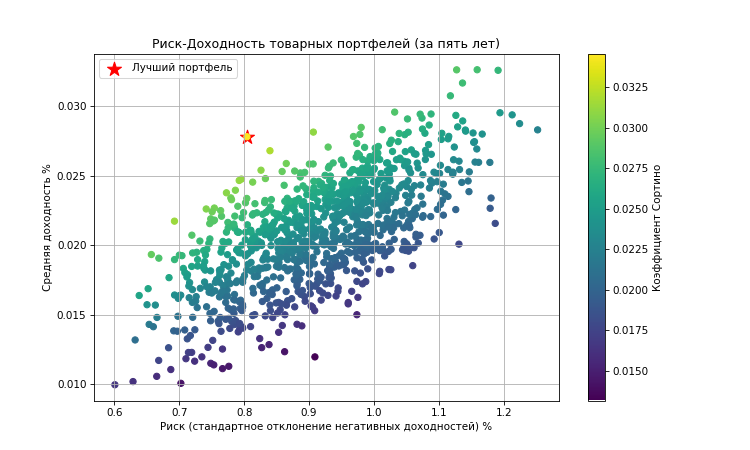 Риск-Доходность товарных портфелей (за пять лет)
Лучший портфель
0.030
0.025
0.020
0.015
0.010
Средняя доходность %
0.6 0.7 0.8 0.9 1.0 1.1 1.2
Риск (стандартное отклонение негативных доходностей) %
0.0325
0.0300
0.0275
0.0250
0.0225
0.0200
0.0175
0.0150
Коэффициент Сортино